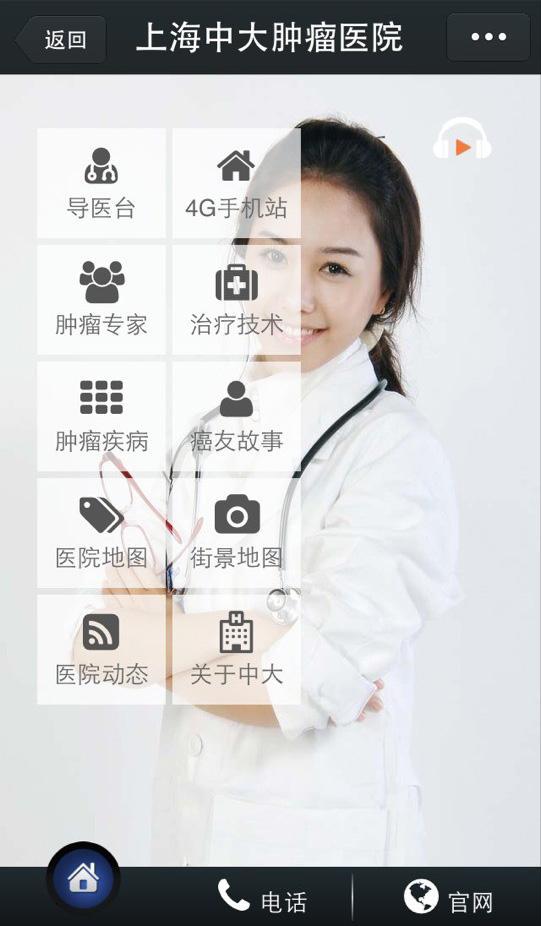 返回
上海中大肿瘤医院
导医台
4G手机站
肿瘤专家
治疗技术
肿瘤疾病
癌友故事
医院地图
街景地图
医院动态
关于中大
电话
官网